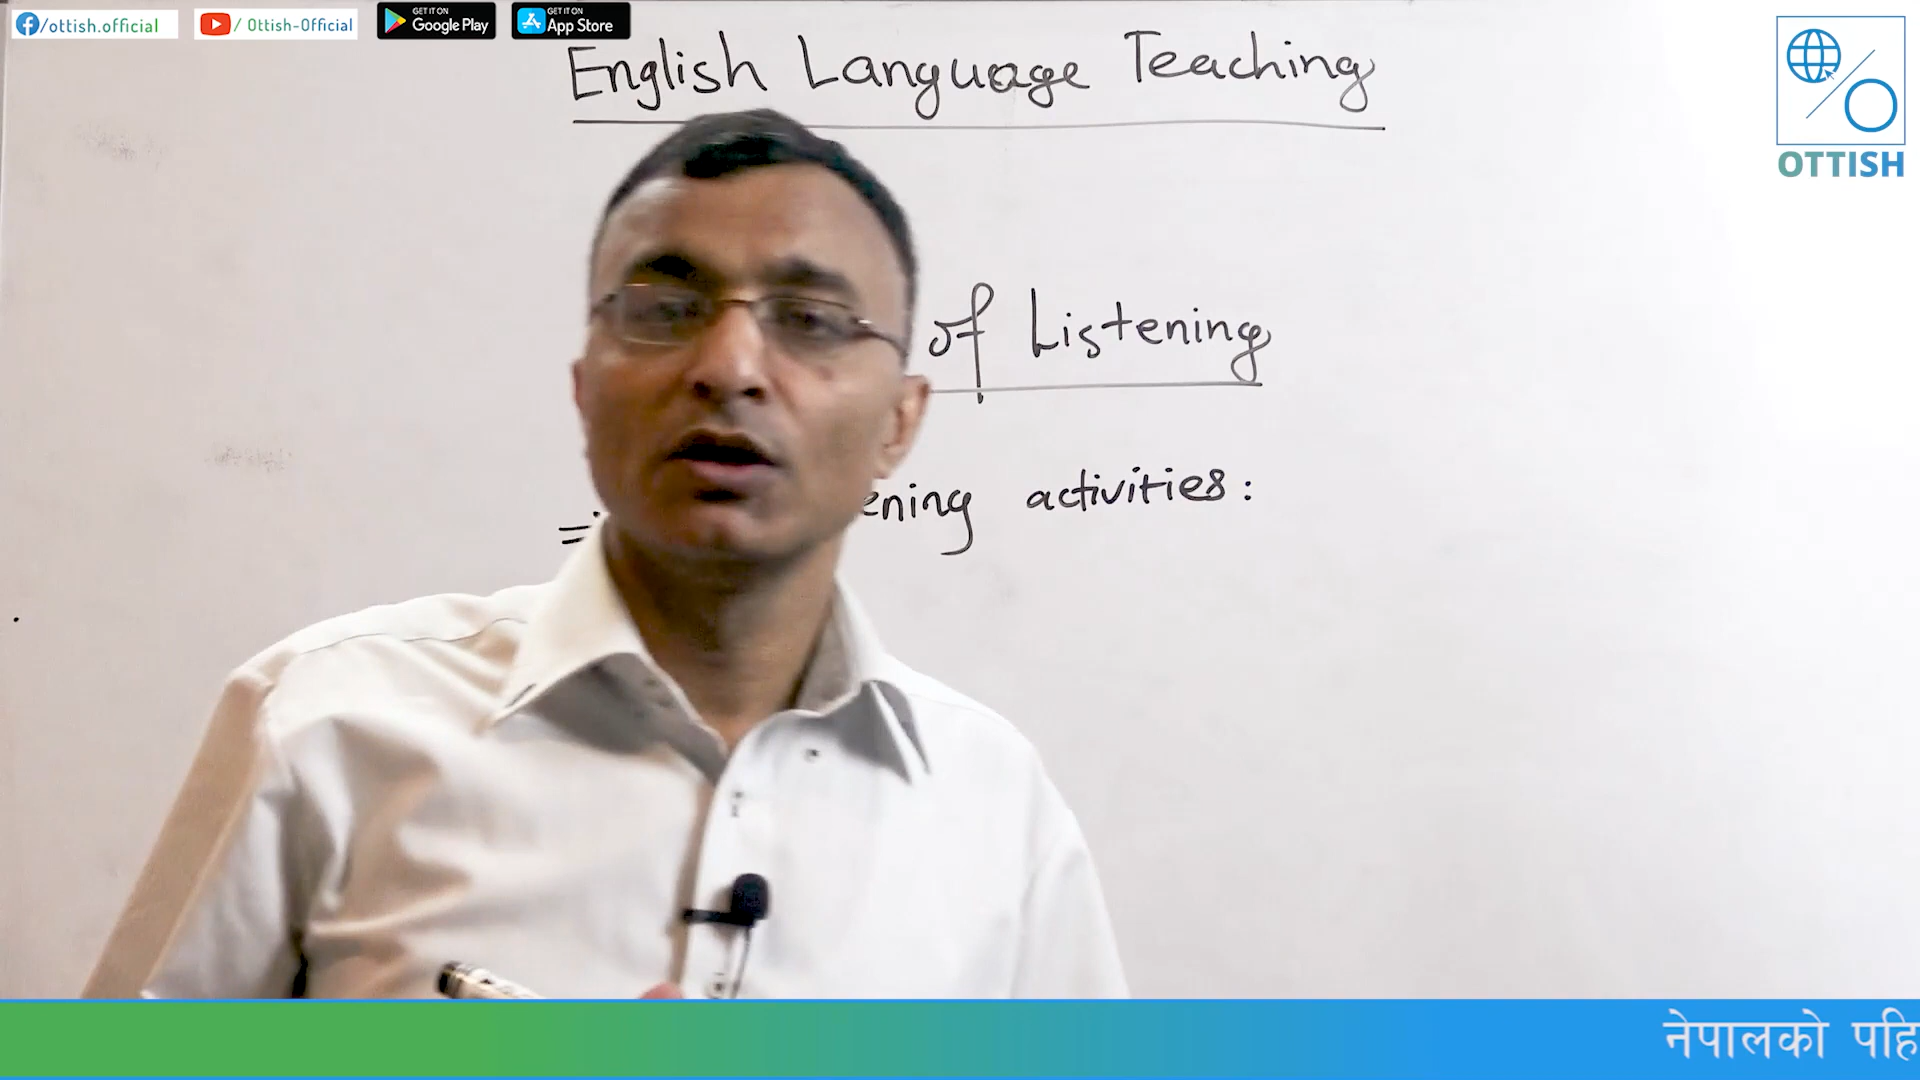 /ottish.official
/ Ottish-Official
GET IT ON
Google Play
GET IT ON
App Store
English Language Teaching
OTTISH
of Listening
ening activities:
नेपालको पहि